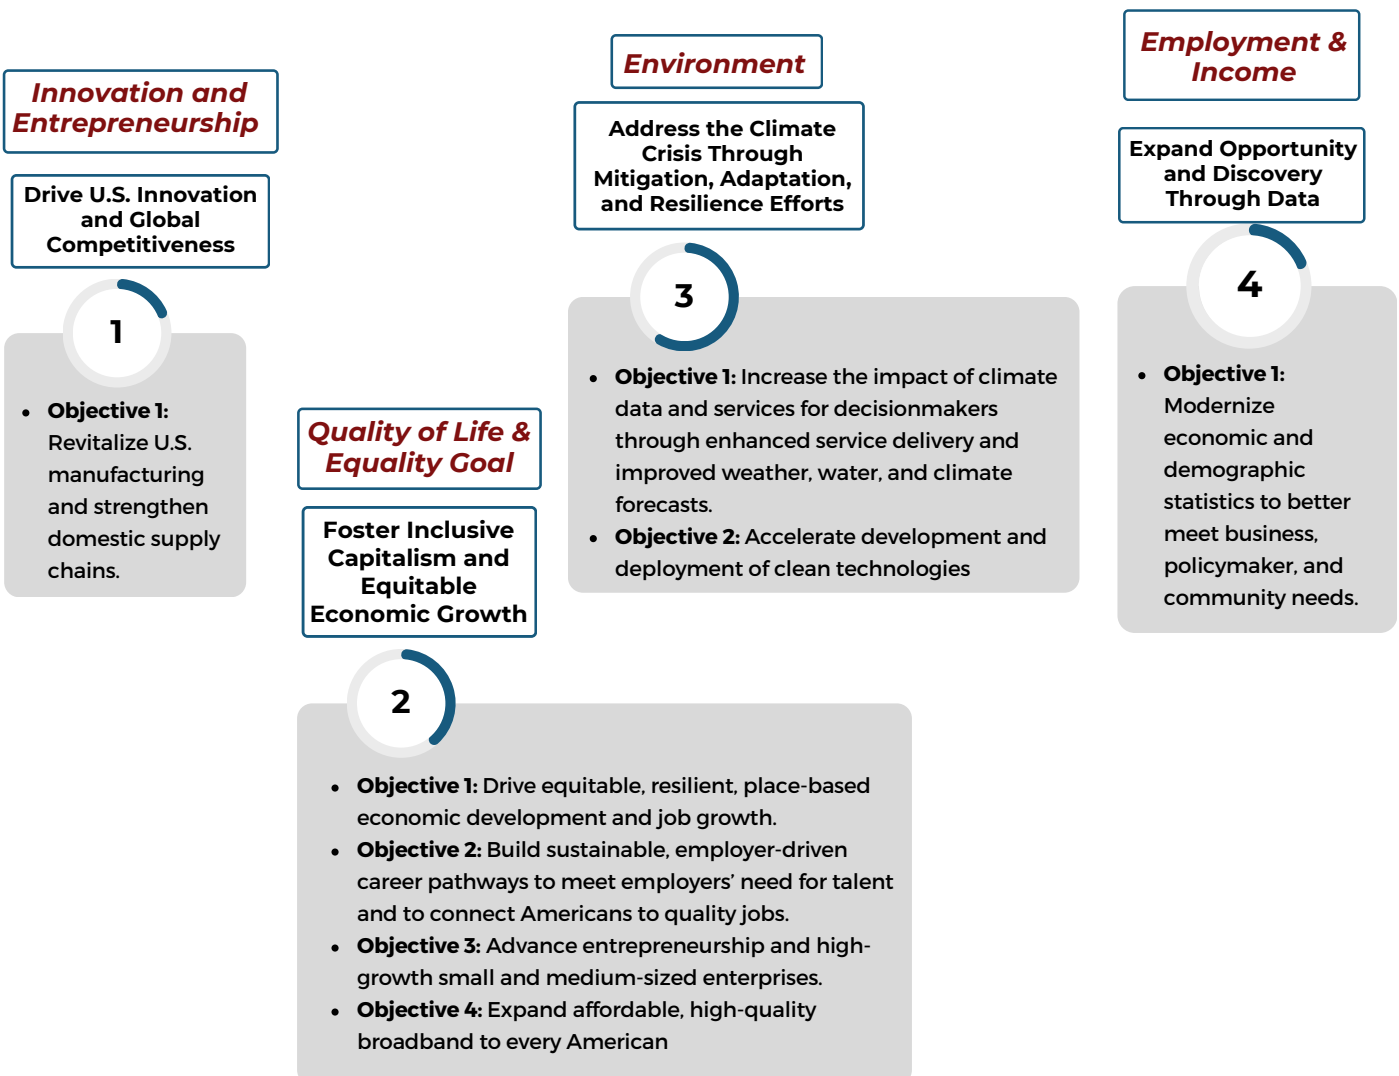 Innovation and
Entrepreneurship
Drive U.S. Innovation
and Global
Competitiveness
1
• Objective 1:
Revitalize U.S.
manufacturing
and strengthen
domestic supply
chains.
Quality of Life &
Equality Goal
Foster Inclusive
Capitalism and
Equitable
Economic Growth
2
• Objective 1: Drive equitable, resilient, place-based
economic development and job growth.
• Objective 2: Build sustainable, employer-driven
career pathways to meet employers’ need for talent
and to connect Americans to quality jobs.
• Objective 3: Advance entrepreneurship and high-
growth small and medium-sized enterprises.
• Objective 4: Expand affordable, high-quality
broadband to every American
Environment
Address the Climate
Crisis Through
Mitigation, Adaptation,
and Resilience Efforts
3
• Objective 1: Increase the impact of climate
data and services for decisionmakers
through enhanced service delivery and
improved weather, water, and climate
forecasts.
• Objective 2: Accelerate development and
deployment of clean technologies
Employment &
Income
Expand Opportunity
and Discovery
Through Data
4
• Objective 1:
Modernize
economic and
demographic
statistics to better
meet business,
policymaker, and
community needs.